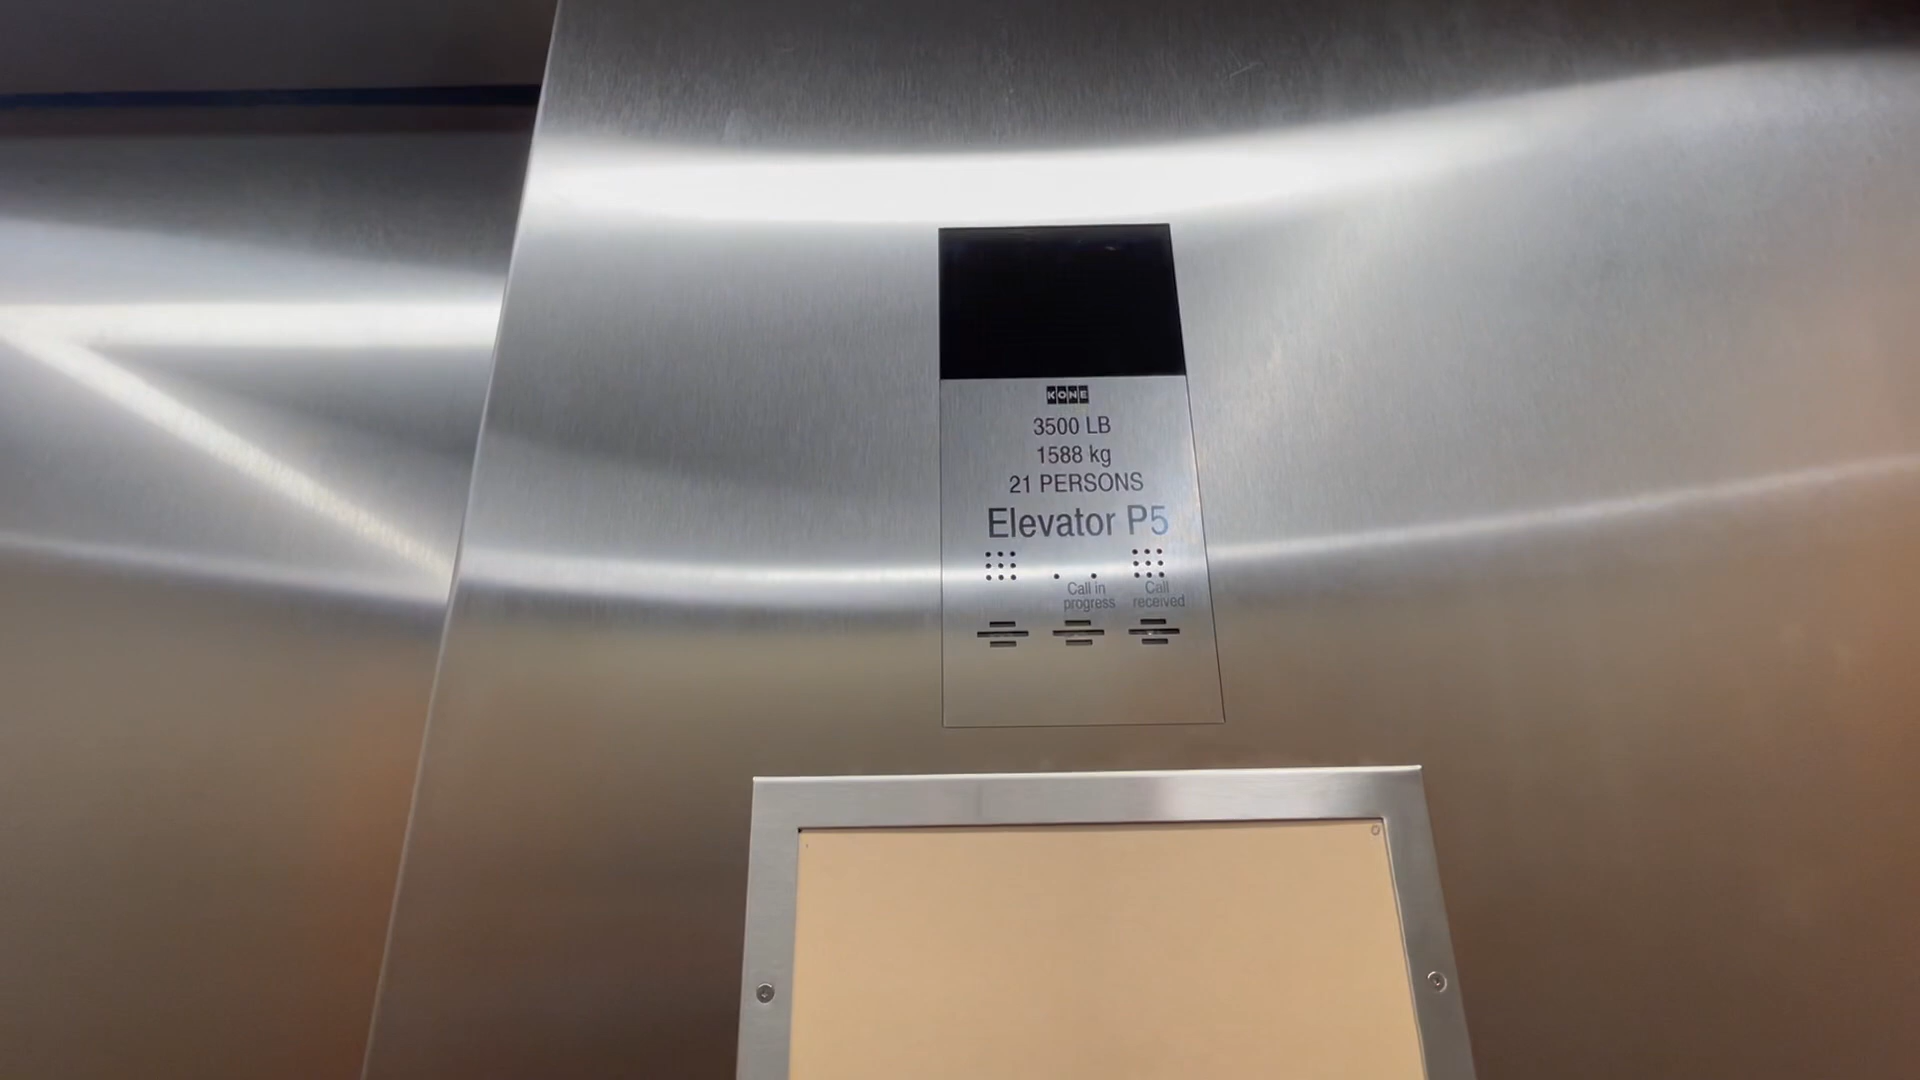 KONE
3500 LB
1588 kg
21 PERSONS
Elevator P5
Call in
progress
Call
received